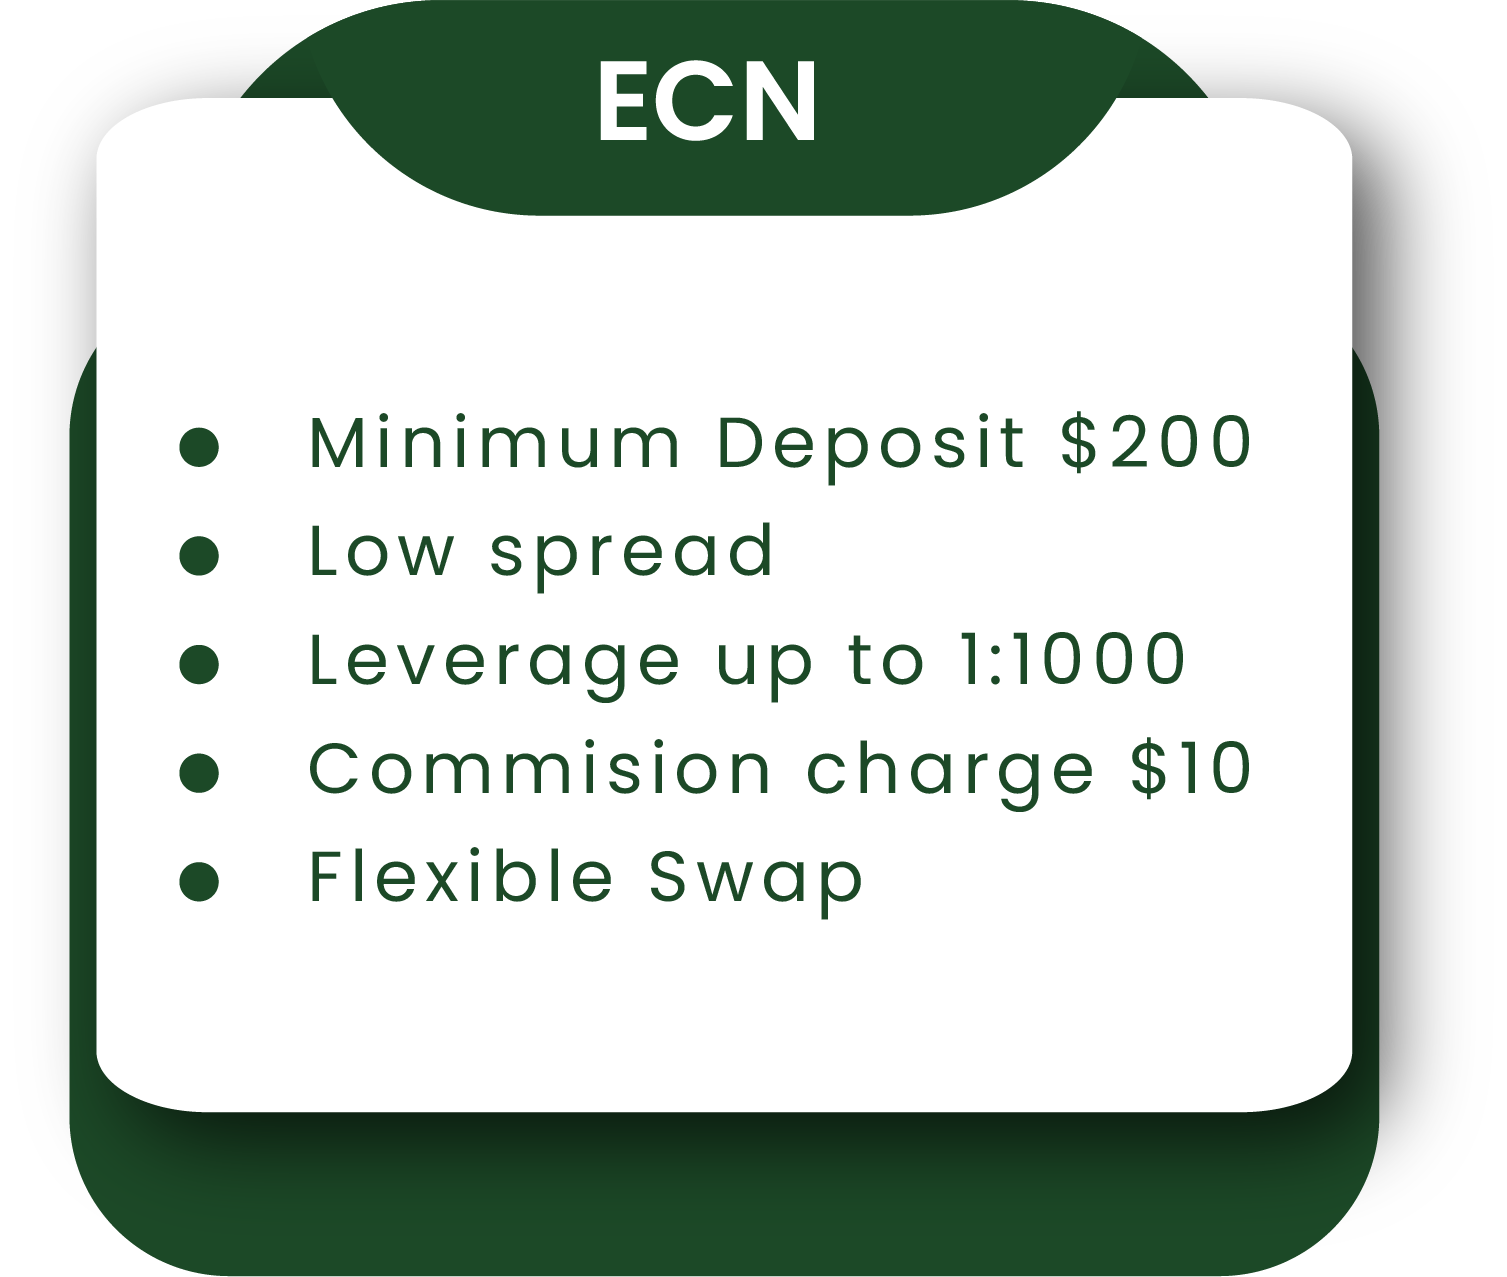 ECN
● Minimum Deposit $200
● Low spread
● Leverage up to 1:1000
● Commision charge $10
● Flexible Swap